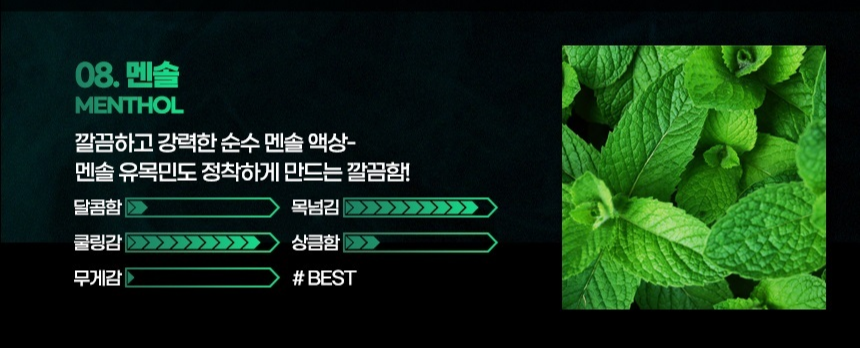 08. 멘솔
MENTHOL
깔끔하고 강력한 순수 멘솔 액상-
멘솔 유목민도 정착하게 만드는 깔끔함!
달콤함 목넘김
쿨링감 상큼함
무게감 # BEST